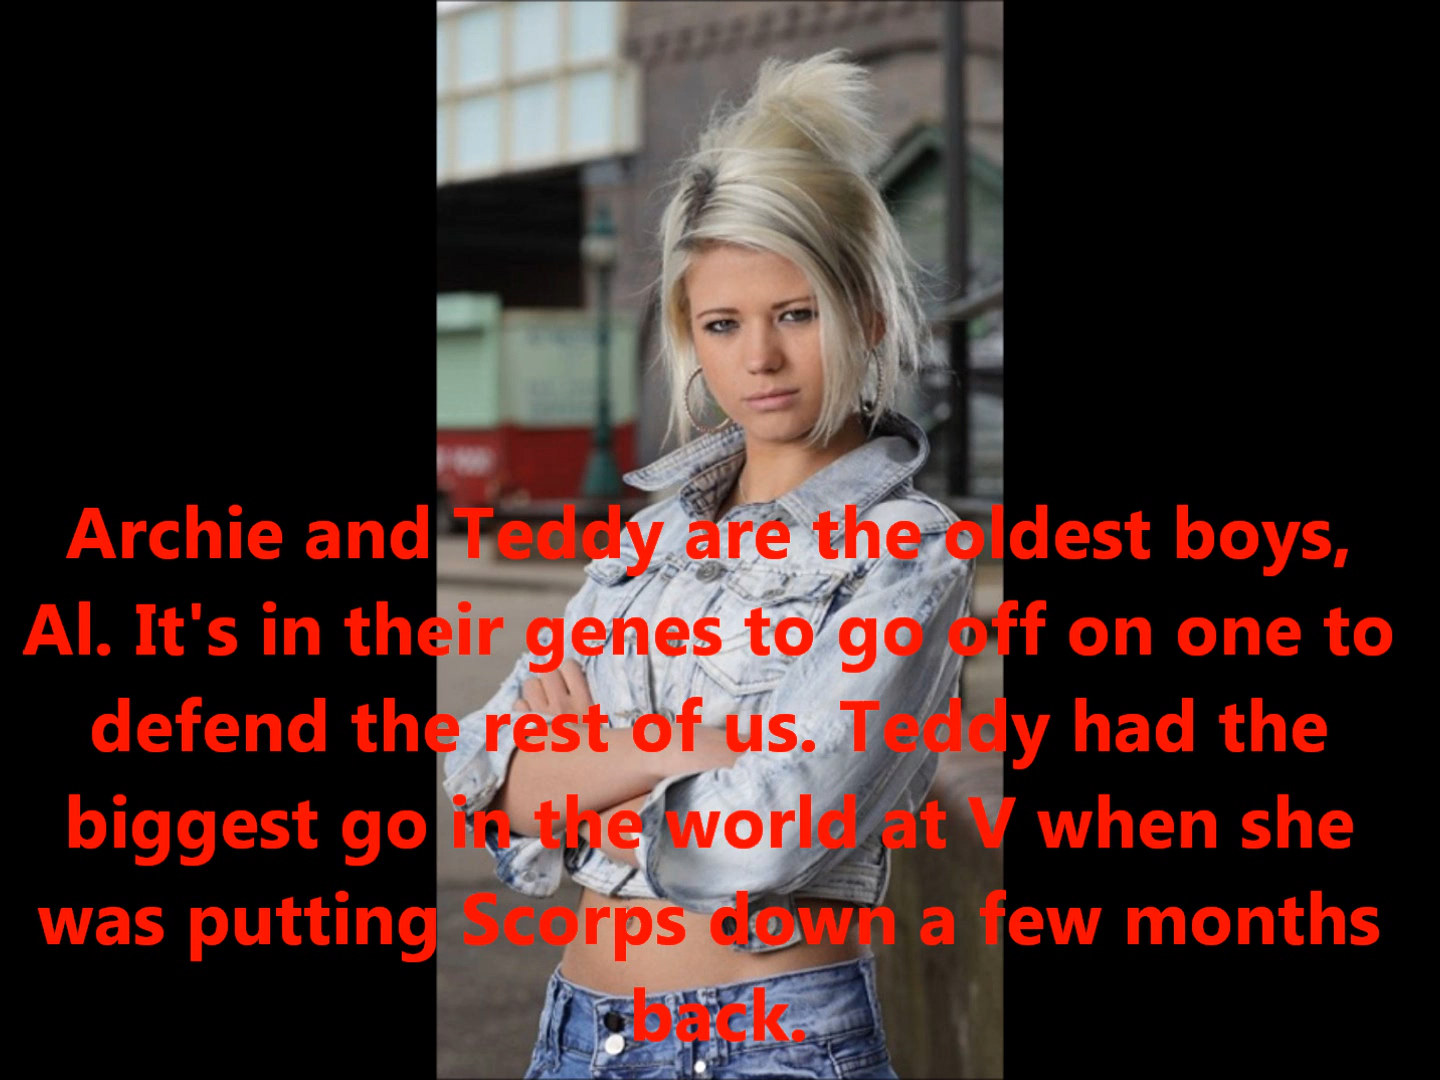 Archie and Teddy are the oldest boys,
Al. It's in their genes to go off on one to
defend the rest of us. Teddy had the
biggest go in the world at V when she
was putting Scorps down a few months
back.